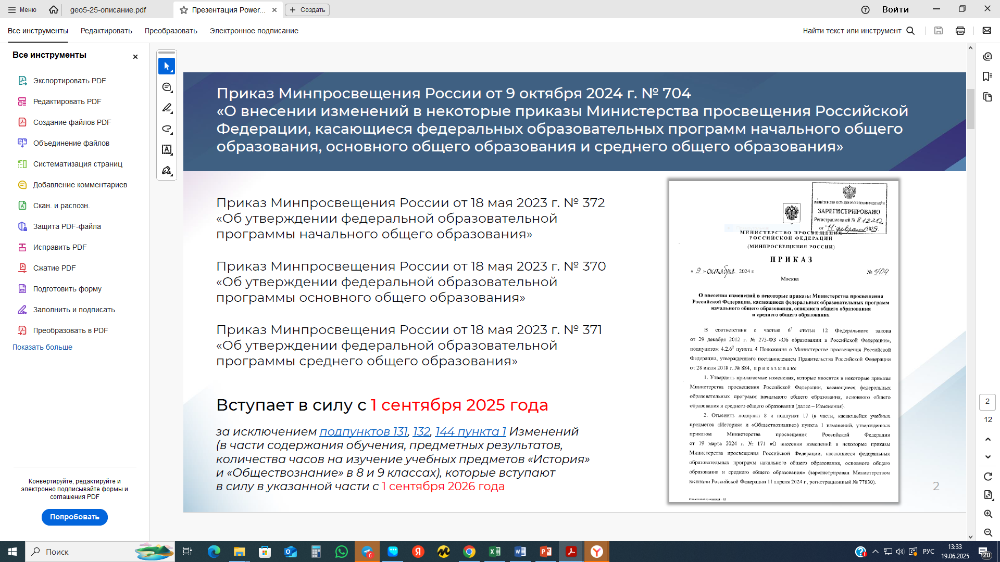 Меню
geo5-25-описание.pdf
Презентация Power...
Создать
Войти
Все инструменты
Редактировать
Преобразовать
Электронное подписание
Найти текст или инструмент
Все инструменты
Экспортировать PDF
Редактировать PDF
Создание файлов PDF
Объединение файлов
Систематизация страниц
Добавление комментариев
Скан. и распозн.
Защита PDF-файла
Исправить PDF
Сжатие PDF
Подготовить форму
Заполнить и подписать
Преобразовать в PDF
Показать больше
Конвертируйте, редактируйте и
электронно подписывайте формы и
соглашения PDF
Попробовать
Приказ Минпросвещения России от 9 октября 2024 г. № 704
«О внесении изменений в некоторые приказы Министерства просвещения Российской
Федерации, касающиеся федеральных образовательных программ начального общего
образования, основного общего образования и среднего общего образования»
Приказ Минпросвещения России от 18 мая 2023 г. № 372
«Об утверждении федеральной образовательной
программы начального общего образования»
Приказ Минпросвещения России от 18 мая 2023 г. № 370
«Об утверждении федеральной образовательной
программы основного общего образования»
Приказ Минпросвещения России от 18 мая 2023 г. № 371
«Об утверждении федеральной образовательной
программы среднего общего образования»
Вступает в силу с 1 сентября 2025 года
за исключением подпунктов 131, 132, 144 пункта 1 Изменений
(в части содержания обучения, предметных результатов,
количества часов на изучение учебных предметов «История»
и «Обществознание» в 8 и 9 классах), которые вступают
в силу в указанной части с 1 сентября 2026 года
МИНИСТЕРСТВО ЮСТИЦИИ РОССИЙСКОЙ ФЕДЕРАЦИИ
ЗАРЕГИСТРИРОВАНО
Регистрационный № 81220
от "11" февраля 2025г.
МИНИСТЕРСТВО ПРОСВЕЩЕНИЯ
РОССИЙСКОЙ ФЕДЕРАЦИИ
(МИНПРОСВЕЩЕНИЯ РОССИИ)
ПРИКАЗ
« 9 » октября 2024 г.
№ 704
Москва
О внесении изменений в некоторые приказы Министерства просвещения
Российской Федерации, касающиеся федеральных образовательных программ
начального общего образования, основного общего образования
и среднего общего образования
В соответствии с частью 6⁵ статьи 12 Федерального закона
от 29 декабря 2012 г. № 273-ФЗ «Об образовании в Российской Федерации»,
подпунктом 4.2.6² пункта 4 Положения о Министерстве просвещения Российской
Федерации, утвержденного постановлением Правительства Российской Федерации
от 28 июля 2018 г. № 884, п р и к а з ы в а ю:
1. Утвердить прилагаемые изменения, которые вносятся в некоторые приказы
Министерства просвещения Российской Федерации, касающиеся федеральных
образовательных программ начального общего образования, основного общего
образования и среднего общего образования (далее – Изменения).
2. Отменить подпункт 8 и подпункт 17 (в части, касающейся учебных
предметов «История» и «Обществознание») пункта 1 изменений, утвержденных
приказом Министерства просвещения Российской Федерации
от 19 марта 2024 г. № 171 «О внесении изменений в некоторые приказы
Министерства просвещения Российской Федерации, касающиеся федеральных
образовательных программ начального общего образования, основного общего
образования и среднего общего образования» (зарегистрирован Министерством
юстиции Российской Федерации 11 апреля 2024 г., регистрационный № 77830).
О внесении изменений – 03
2
2
12
Поиск
6
РУС
13:33
19.06.2025
20